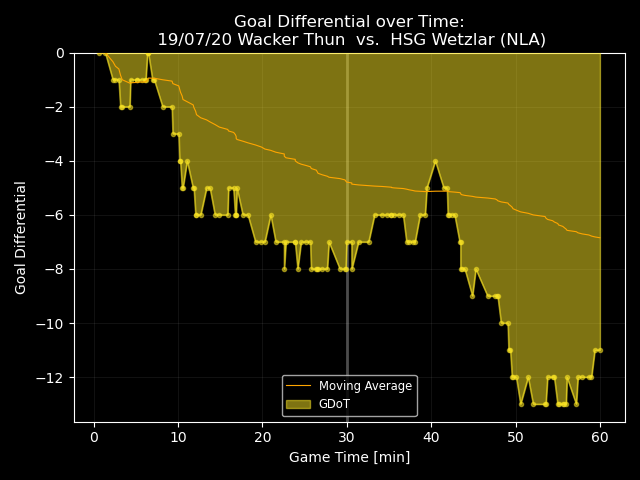 Goal Differential over Time:
19/07/20 Wacker Thun  vs.  HSG Wetzlar (NLA)
Goal Differential
0
−2
−4
−6
−8
−10
−12
Moving Average
GDoT
0 10 20 30 40 50 60
Game Time [min]